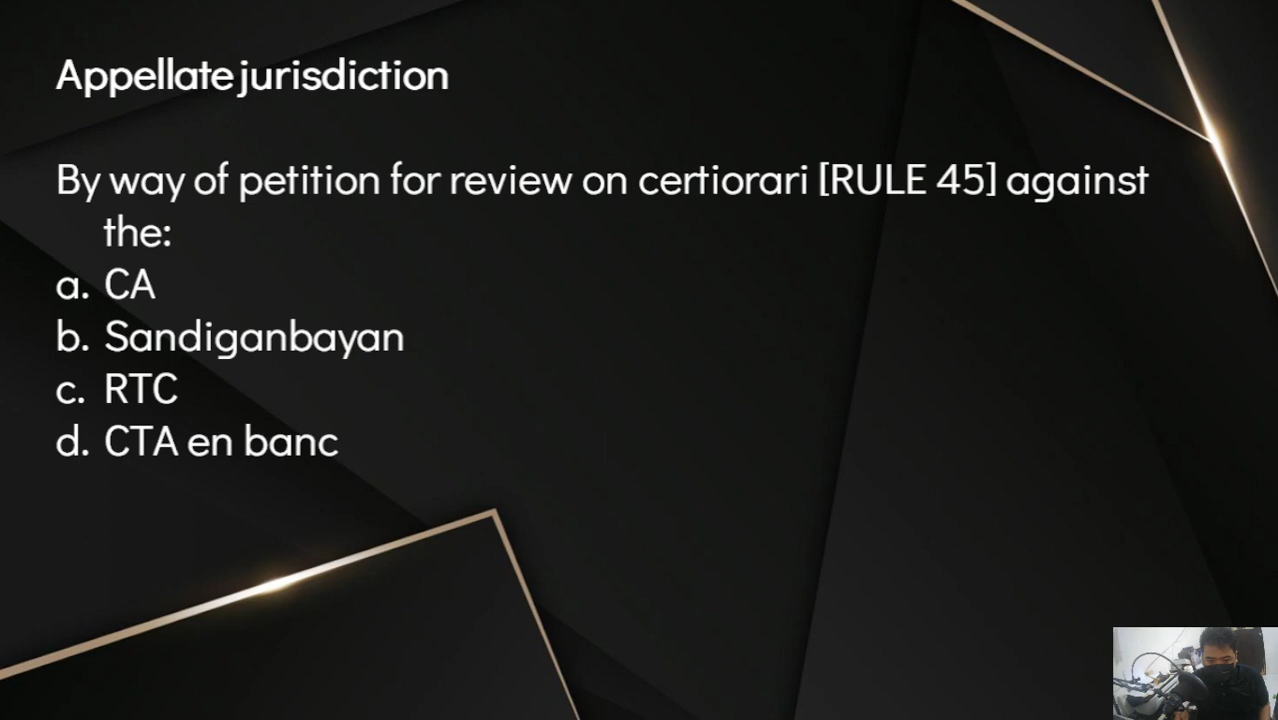 Appellate jurisdiction
By way of petition for review on certiorari [RULE 45] against
the:
a. CA
b. Sandiganbayan
c. RTC
d. CTA en banc